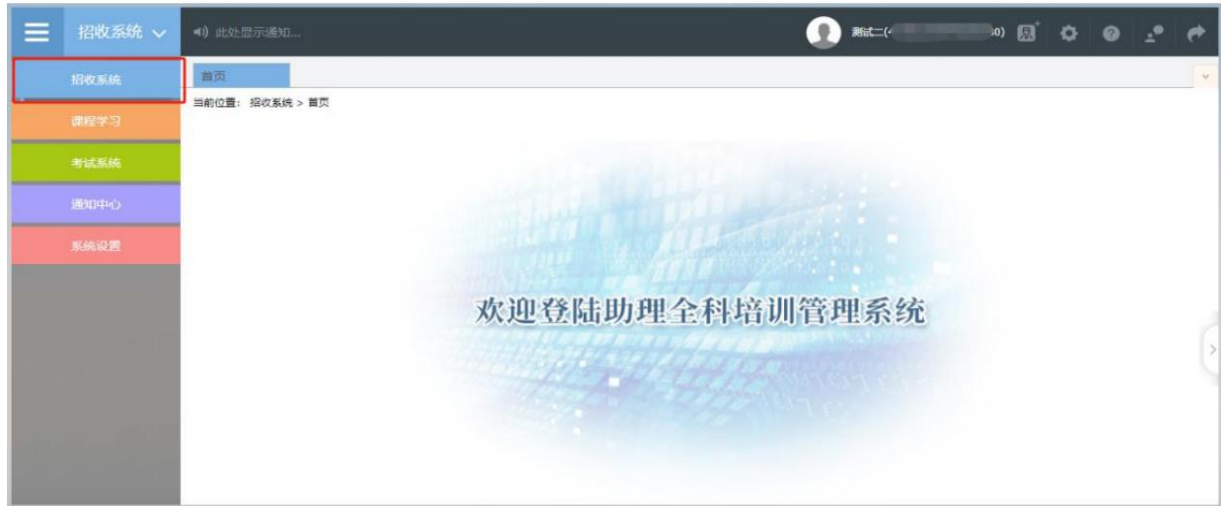 招收系统
此处显示通知...
测试二(4 30)
招收系统
首页
当前位置： 招收系统 > 首页
课程学习
考试系统
通知中心
系统设置
欢迎登陆助理全科培训管理系统